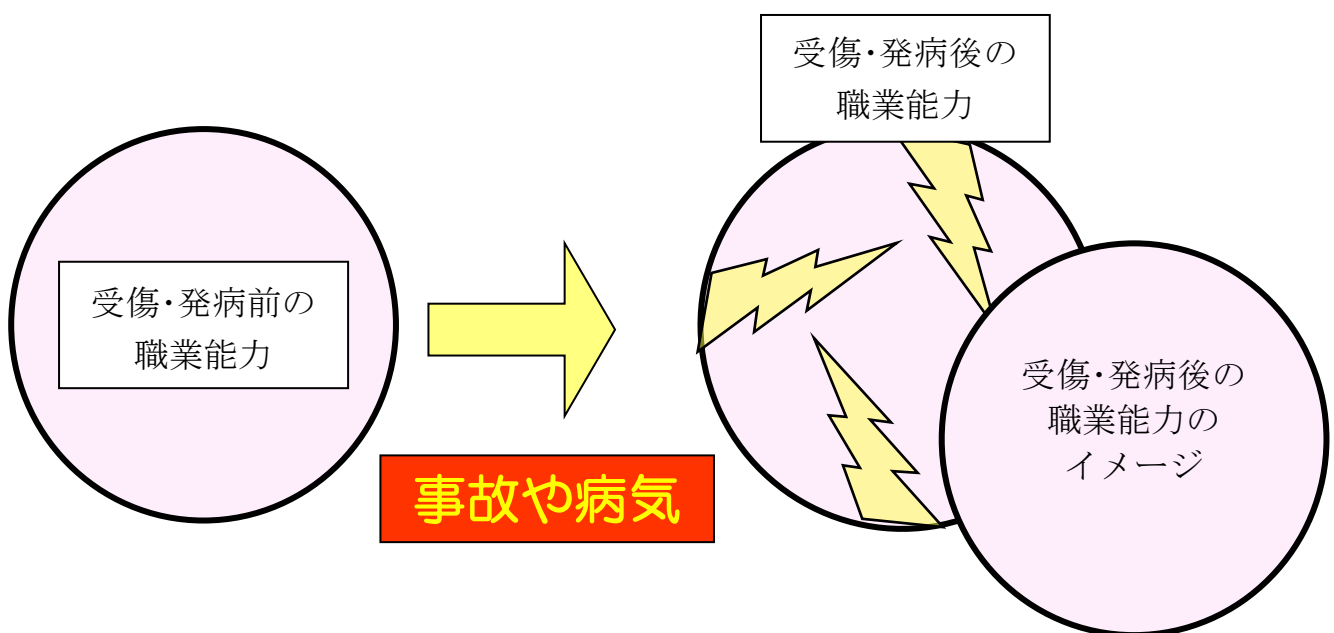 受傷・発病前の
職業能力
事故や病気
受傷・発病後の
職業能力
受傷・発病後の
職業能力の
イメージ